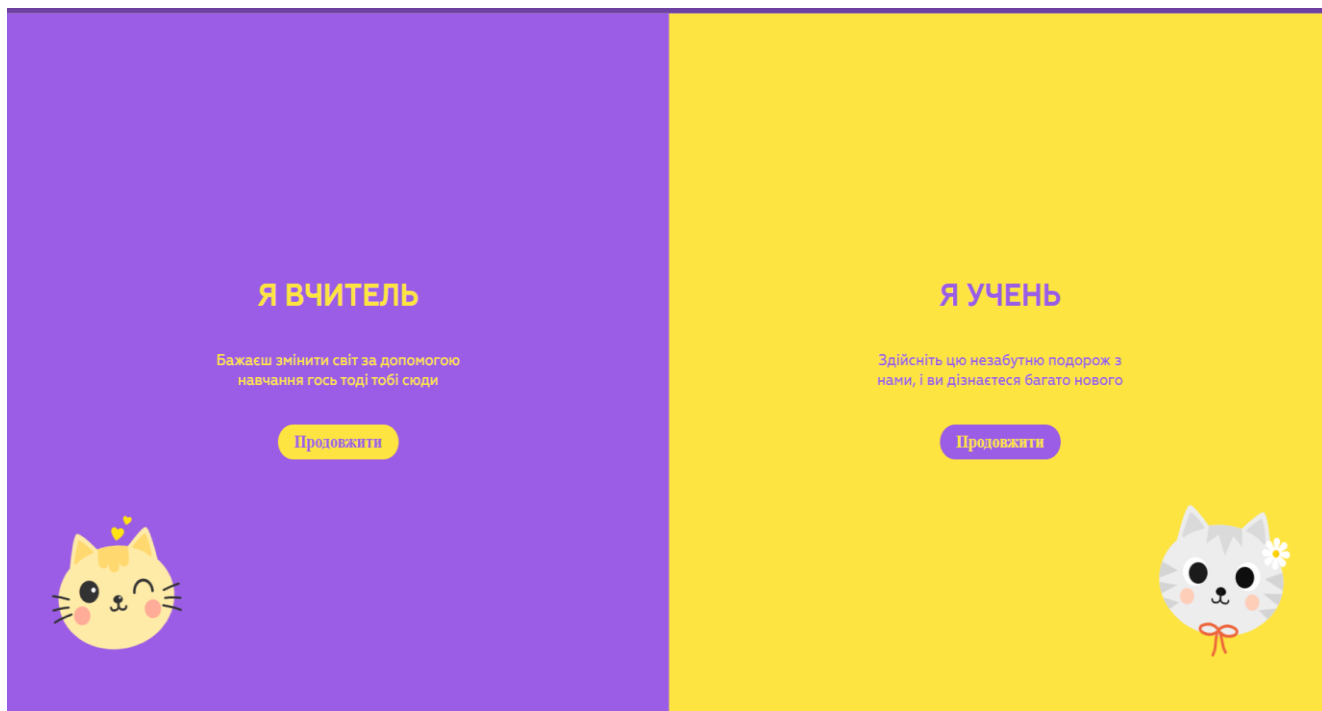 Я ВЧИТЕЛЬ
Бажаєш змінити світ за допомогою
навчання гось тоді тобі сюди
Продовжити
Я УЧЕНЬ
Здійсніть цю незабутню подорож з
нами, і ви дізнаєтеся багато нового
Продовжити